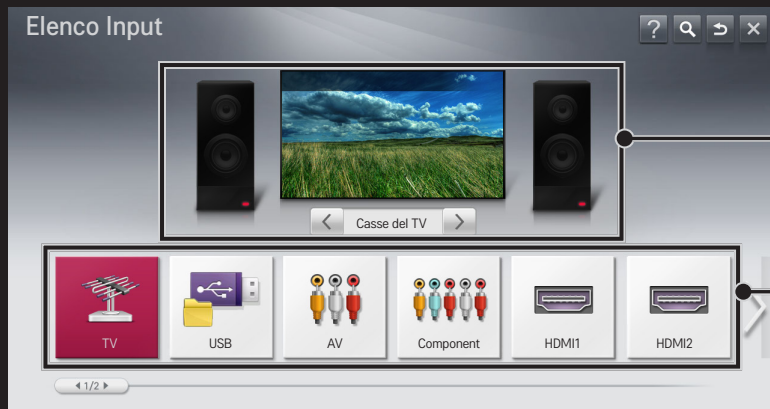 Elenco Input
?
Casse del TV
TV
USB
AV
Component
HDMI1
HDMI2
1/2